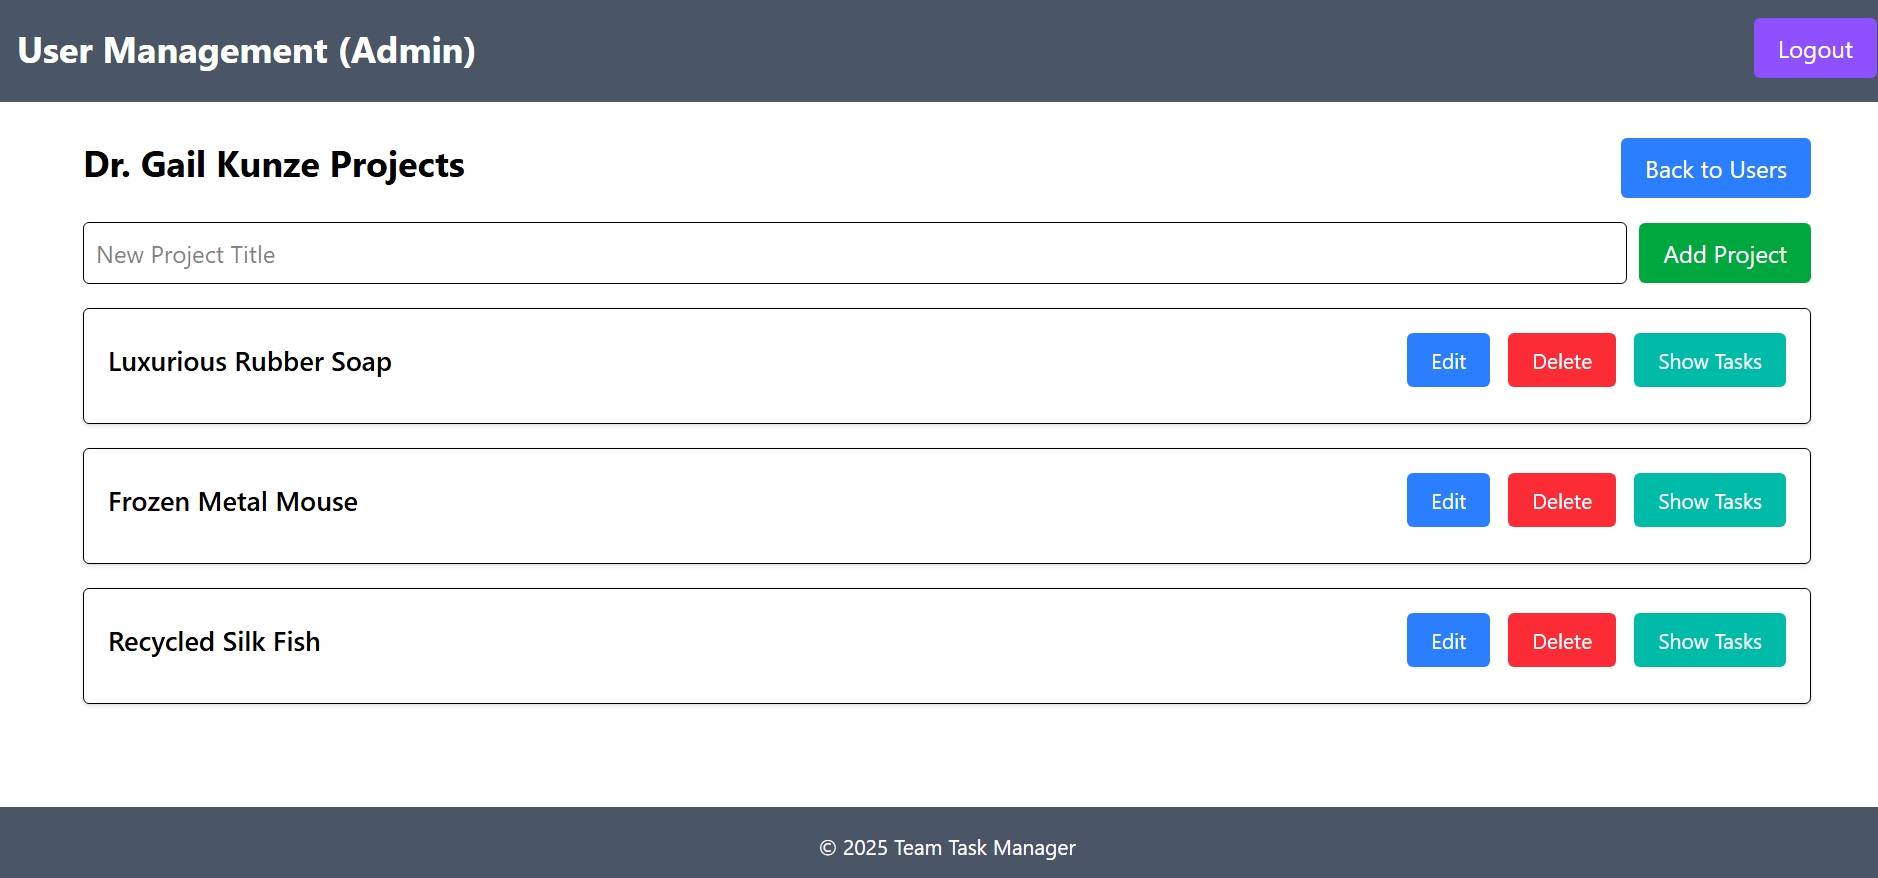 User Management (Admin)
Logout
Dr. Gail Kunze Projects
Back to Users
New Project Title
Add Project
Luxurious Rubber Soap
Edit
Delete
Show Tasks
Frozen Metal Mouse
Edit
Delete
Show Tasks
Recycled Silk Fish
Edit
Delete
Show Tasks
© 2025 Team Task Manager